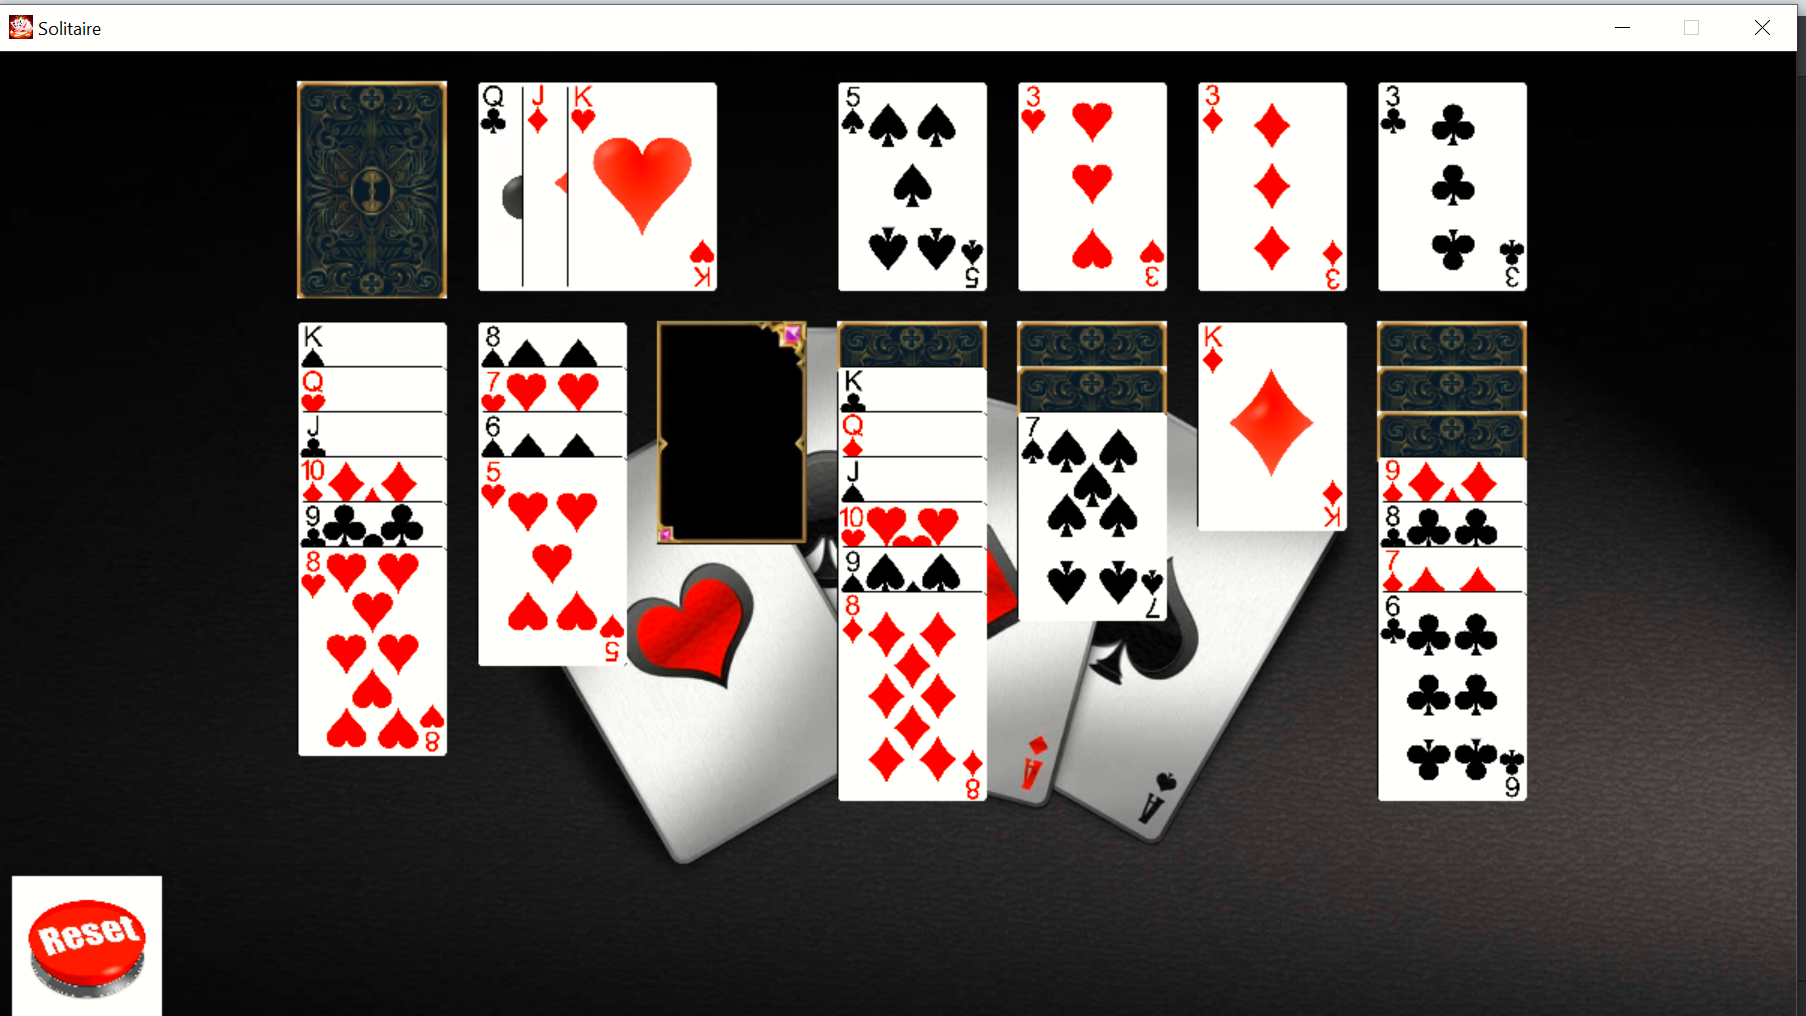 Solitaire
Q J K
5 3 3 3
5 3 3 3
K
K 8
Q 7 K
J 6 Q 7
10 5 J 9
9 10 8
8 9 7
8 6
K
7
5
8
A
8 A 6
Reset